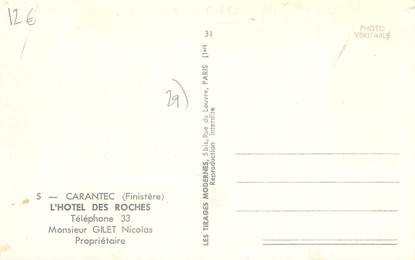 12€
31
PHOTO
VÉRITABLE
29)
5 — CARANTEC (Finistère)
L'HOTEL DES ROCHES
Téléphone 33
Monsieur GILET Nicolas
Propriétaire
LES TIRAGES MODERNES, 5 bis, Rue du Louvre, PARIS (1er)
Reproduction Interdite